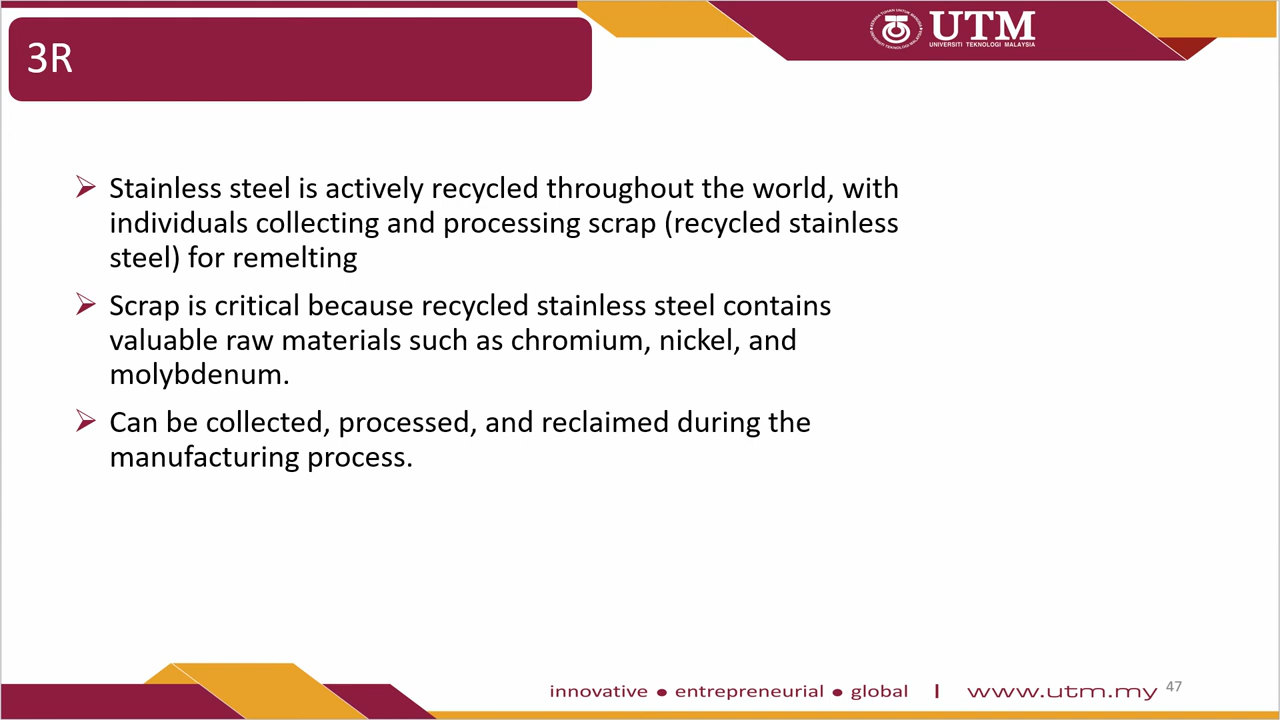 3R
UTM
UNIVERSITI TEKNOLOGI MALAYSIA
Stainless steel is actively recycled throughout the world, with
individuals collecting and processing scrap (recycled stainless
steel) for remelting
Scrap is critical because recycled stainless steel contains
valuable raw materials such as chromium, nickel, and
molybdenum.
Can be collected, processed, and reclaimed during the
manufacturing process.
innovative ● entrepreneurial ● global | www.utm.my 47